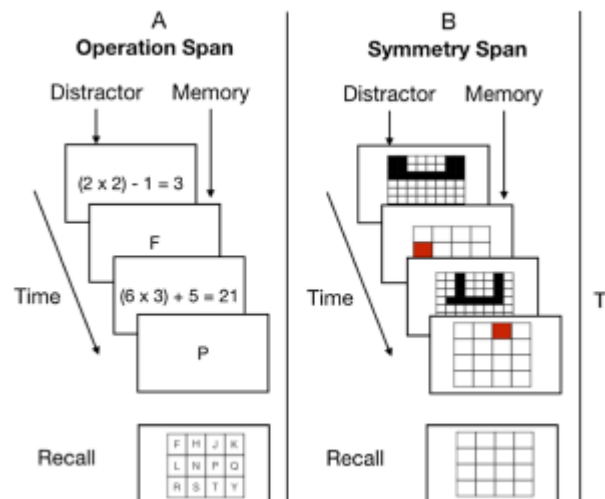 A
Operation Span
Distractor Memory
(2 x 2) - 1 = 3
F
(6 x 3) + 5 = 21
P
Time
Recall
F H J K
L N P Q
R S T Y
B
Symmetry Span
Distractor Memory
Time
Recall
T